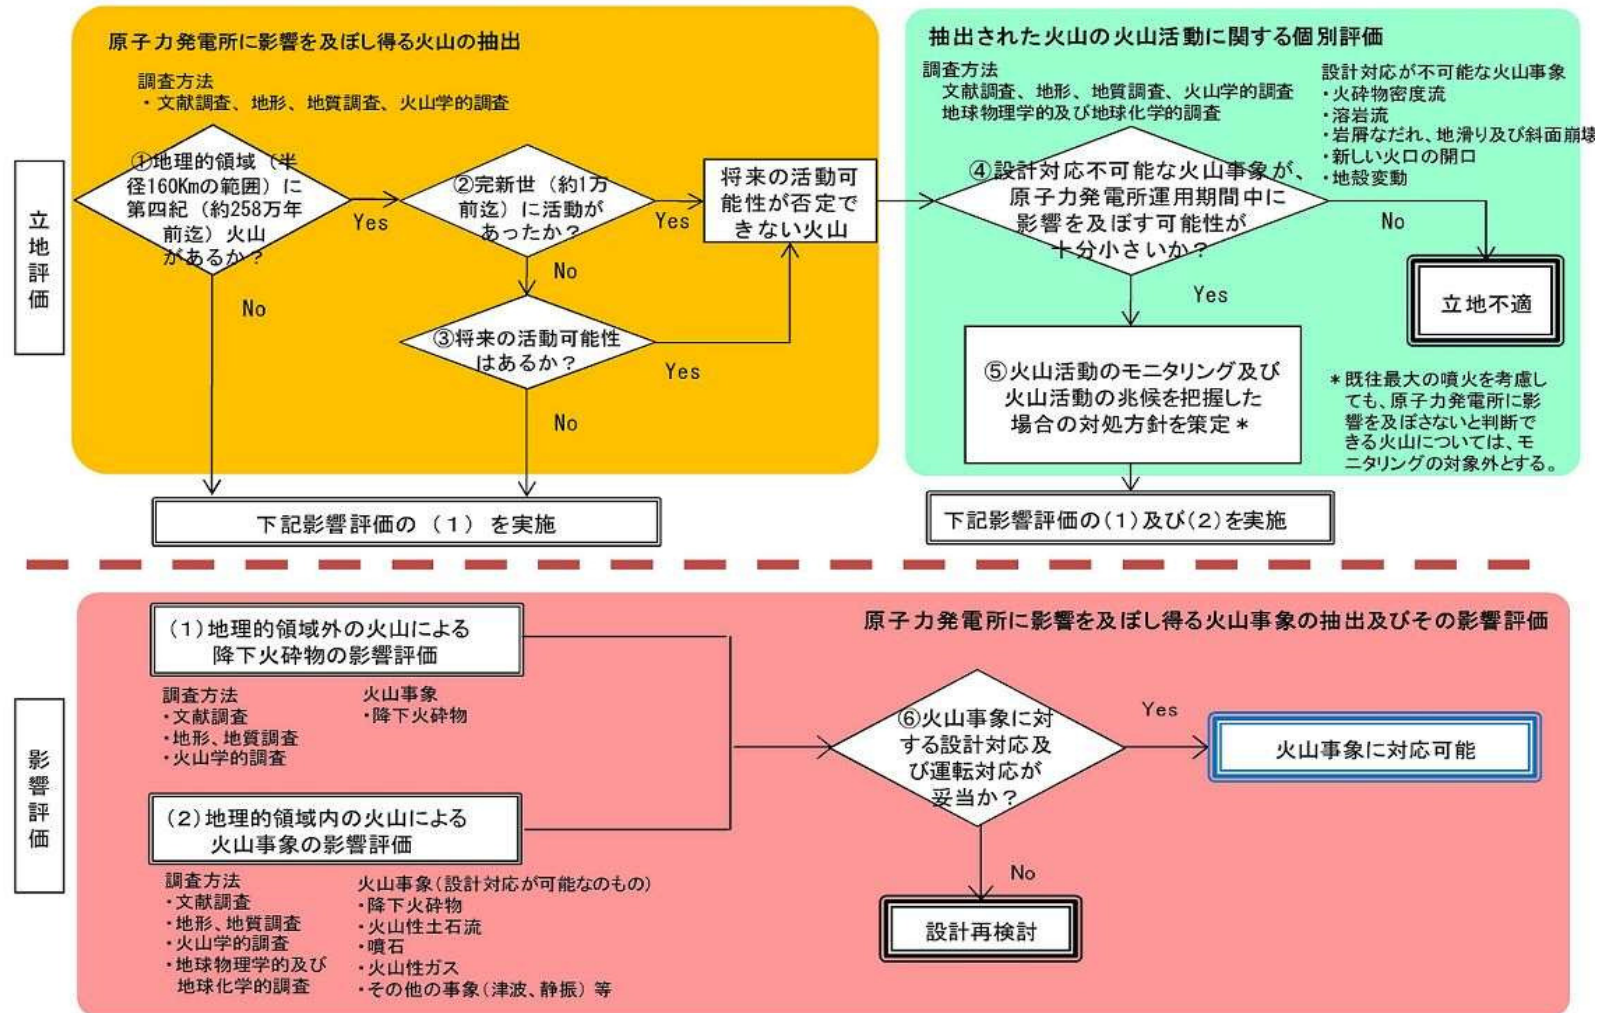 立地評価
原子力発電所に影響を及ぼし得る火山の抽出
調査方法
・文献調査、地形、地質調査、火山学的調査
①地理的領域（半
径160Kmの範囲）に
第四紀（約258万年
前迄）火山
があるか？
Yes
No
②完新世（約1万
前迄）に活動が
あったか？
Yes
No
③将来の活動可能性
はあるか？
Yes
No
将来の活動可
能性が否定で
きない火山
下記影響評価の（1）を実施
抽出された火山の火山活動に関する個別評価
調査方法
文献調査、地形、地質調査、火山学的調査
地球物理学的及び地球化学的調査
設計対応が不可能な火山事象
・火砕物密度流
・溶岩流
・岩屑なだれ、地滑り及び斜面崩壊
・新しい火口の開口
・地殻変動
④設計対応不可能な火山事象が、
原子力発電所運用期間中に
影響を及ぼす可能性が
十分小さいか？
No
Yes
立地不適
⑤火山活動のモニタリング及び
火山活動の兆候を把握した
場合の対処方針を策定＊
＊既往最大の噴火を考慮し
ても、原子力発電所に影
響を及ぼさないと判断で
きる火山については、モ
ニタリングの対象外とする。
下記影響評価の(1)及び(2)を実施
影響評価
原子力発電所に影響を及ぼし得る火山事象の抽出及びその影響評価
(1)地理的領域外の火山による
降下火砕物の影響評価
調査方法
・文献調査
・地形、地質調査
・火山学的調査
火山事象
・降下火砕物
(2)地理的領域内の火山による
火山事象の影響評価
調査方法
・文献調査
・地形、地質調査
・火山学的調査
・地球物理学的及び
地球化学的調査
火山事象(設計対応が可能なのもの)
・降下火砕物
・火山性土石流
・噴石
・火山性ガス
・その他の事象(津波、静振)等
⑥火山事象に対
する設計対応及
び運転対応が
妥当か？
Yes
火山事象に対応可能
No
設計再検討